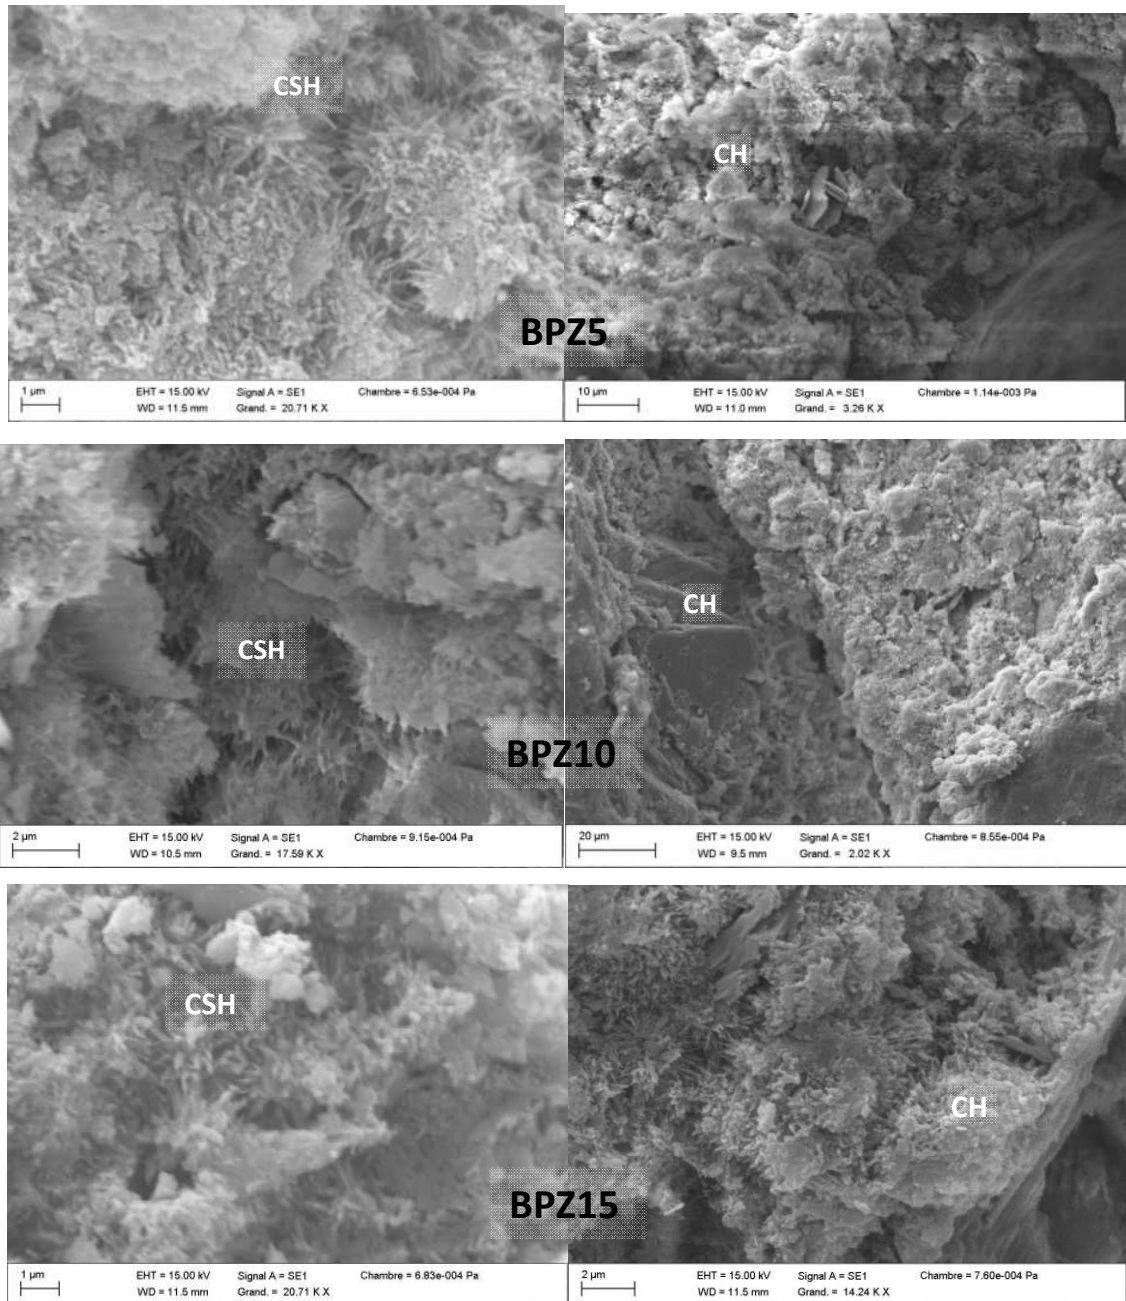 CSH
CH
BPZ5
1 µm EHT = 15.00 kV Signal A = SE1 Chambre = 6.53e-004 Pa
WD = 11.5 mm Grand. = 20.71 K X
10 µm EHT = 15.00 kV Signal A = SE1 Chambre = 1.14e-003 Pa
WD = 11.0 mm Grand. = 3.26 K X
CH
CSH
BPZ10
2 µm EHT = 15.00 kV Signal A = SE1 Chambre = 9.15e-004 Pa
WD = 10.5 mm Grand. = 17.59 K X
20 µm EHT = 15.00 kV Signal A = SE1 Chambre = 8.55e-004 Pa
WD = 9.5 mm Grand. = 2.02 K X
CSH
CH
BPZ15
1 µm EHT = 15.00 kV Signal A = SE1 Chambre = 6.83e-004 Pa
WD = 11.5 mm Grand. = 20.71 K X
2 µm EHT = 15.00 kV Signal A = SE1 Chambre = 7.60e-004 Pa
WD = 11.5 mm Grand. = 14.24 K X